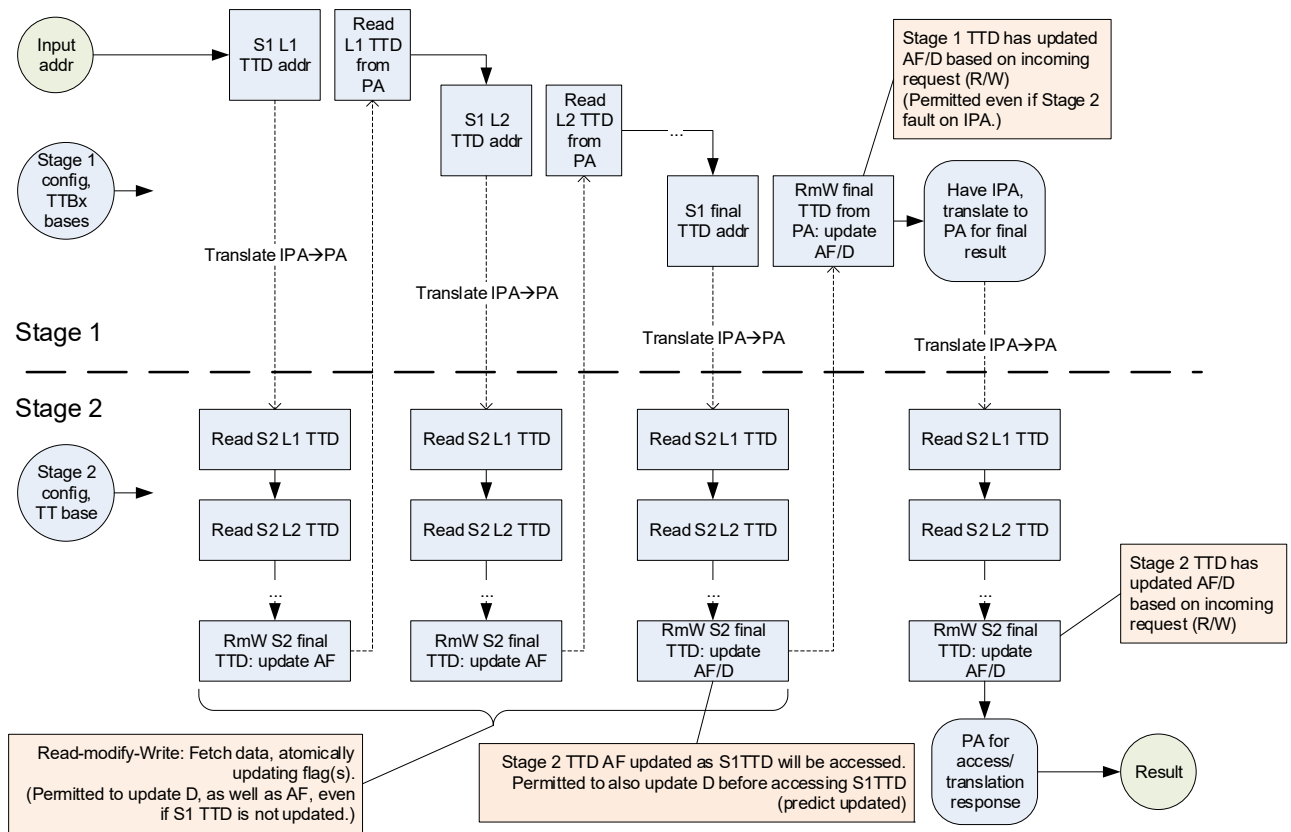 Input
addr
S1 L1
TTD addr
Read
L1 TTD
from
PA
S1 L2
TTD addr
Read
L2 TTD
from
PA
...
S1 final
TTD addr
RmW final
TTD from
PA: update
AF/D
Stage 1 TTD has updated
AF/D based on incoming
request (R/W)
(Permitted even if Stage 2
fault on IPA.)
Have IPA,
translate to
PA for final
result
Stage 1
config,
TTBx
bases
Translate IPA→PA
Translate IPA→PA
Translate IPA→PA
Translate IPA→PA
Stage 1
Stage 2
Stage 2
config,
TT base
Read S2 L1 TTD
Read S2 L2 TTD
...
RmW S2 final
TTD: update AF
Read S2 L1 TTD
Read S2 L2 TTD
...
RmW S2 final
TTD: update AF
Read S2 L1 TTD
Read S2 L2 TTD
...
RmW S2 final
TTD: update
AF/D
Read S2 L1 TTD
Read S2 L2 TTD
...
RmW S2 final
TTD: update
AF/D
Stage 2 TTD has
updated AF/D
based on incoming
request (R/W)
Read-modify-Write: Fetch data, atomically
updating flag(s).
(Permitted to update D, as well as AF, even
if S1 TTD is not updated.)
Stage 2 TTD AF updated as S1TTD will be accessed.
Permitted to also update D before accessing S1TTD
(predict updated)
PA for
access/
translation
response
Result